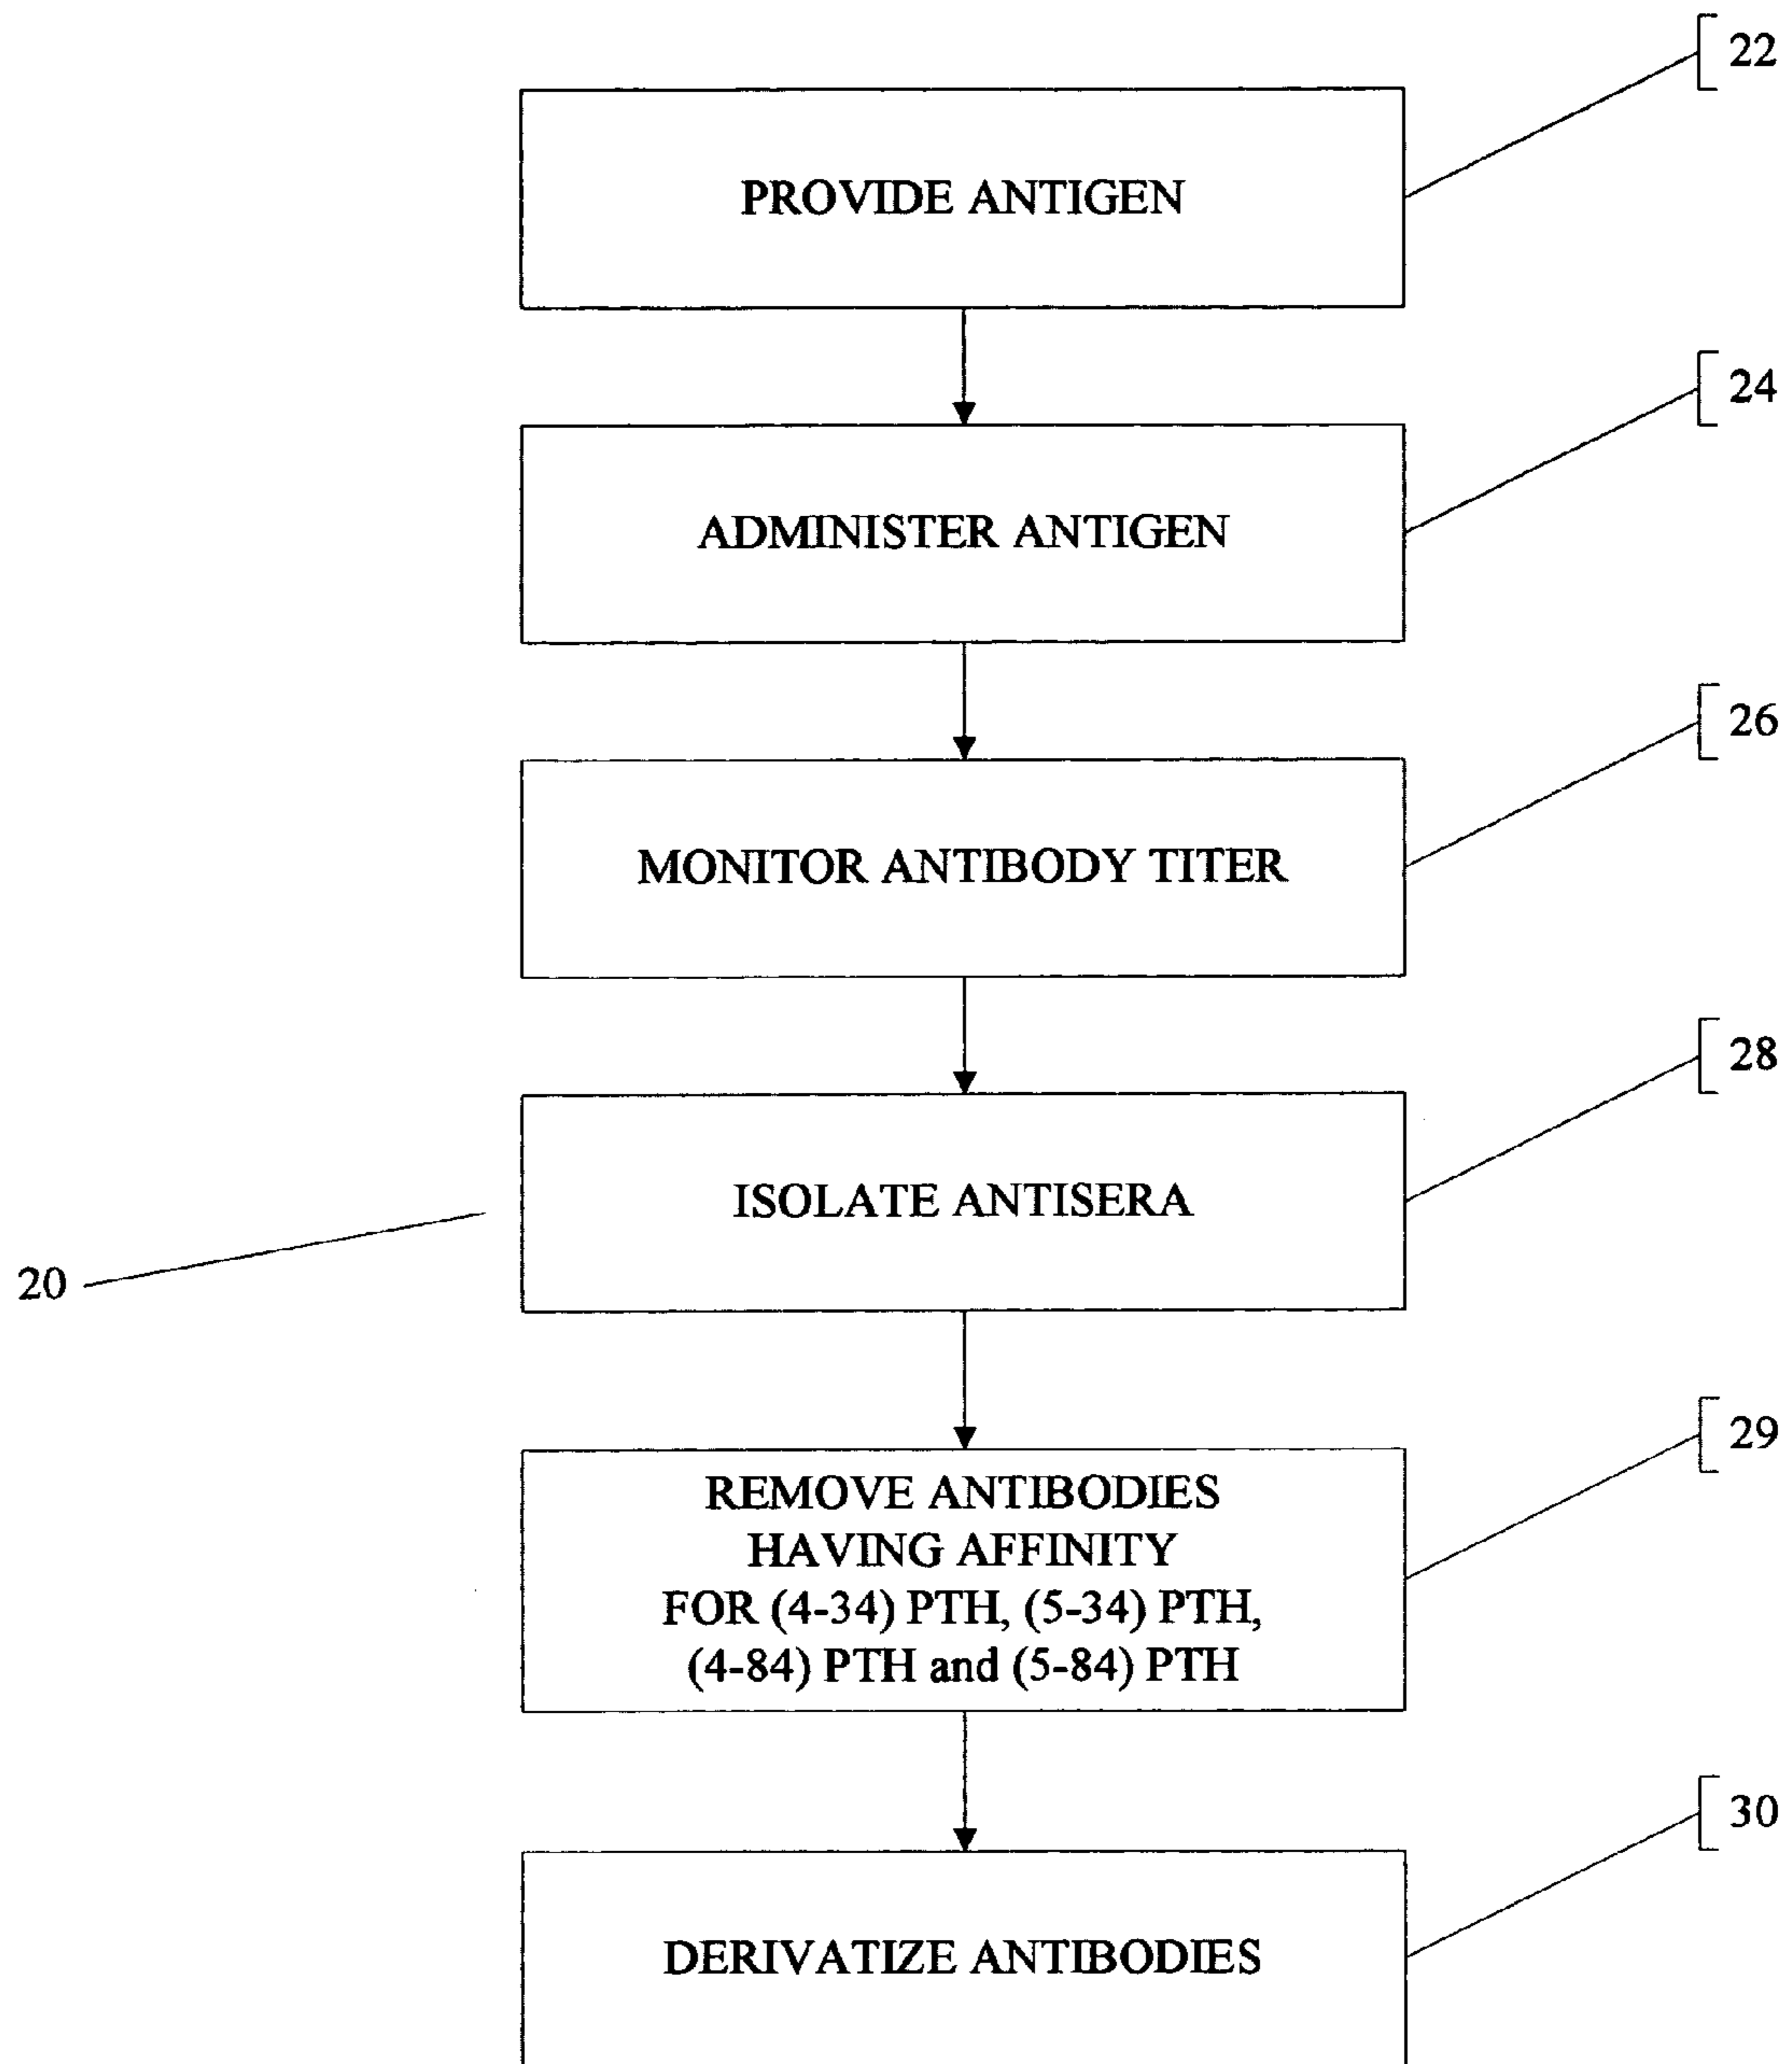 22
PROVIDE ANTIGEN
24
ADMINISTER ANTIGEN
26
MONITOR ANTIBODY TITER
28
ISOLATE ANTISERA
20
29
REMOVE ANTIBODIES
HAVING AFFINITY
FOR (4-34) PTH, (5-34) PTH,
(4-84) PTH and (5-84) PTH
30
DERIVATIZE ANTIBODIES